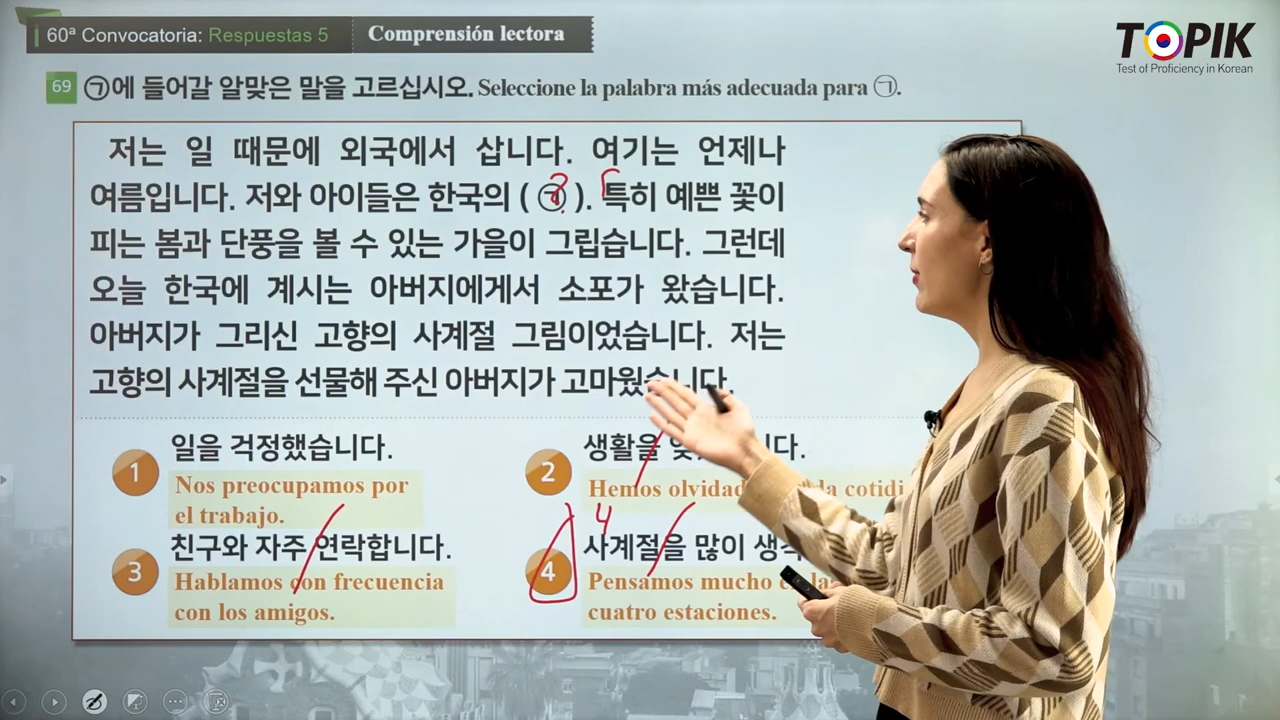 60ª Convocatoria: Respuestas 5
Comprensión lectora
TOPIK
Test of Proficiency in Korean
69 ㉠에 들어갈 알맞은 말을 고르십시오. Seleccione la palabra más adecuada para ㉠.
저는 일 때문에 외국에서 삽니다. 여기는 언제나
여름입니다. 저와 아이들은 한국의 ( ㉠ ). 특히 예쁜 꽃이
피는 봄과 단풍을 볼 수 있는 가을이 그립습니다. 그런데
오늘 한국에 계시는 아버지에게서 소포가 왔습니다.
아버지가 그리신 고향의 사계절 그림이었습니다. 저는
고향의 사계절을 선물해 주신 아버지가 고마웠습니다.
1 일을 걱정했습니다.
Nos preocupamos por
el trabajo.
2 생활을
Hemos
3 친구와 자주 연락합니다.
Hablamos con frecuencia
con los amigos.
4
4 사계절을 많이
Pensamos mucho
cuatro estaciones.